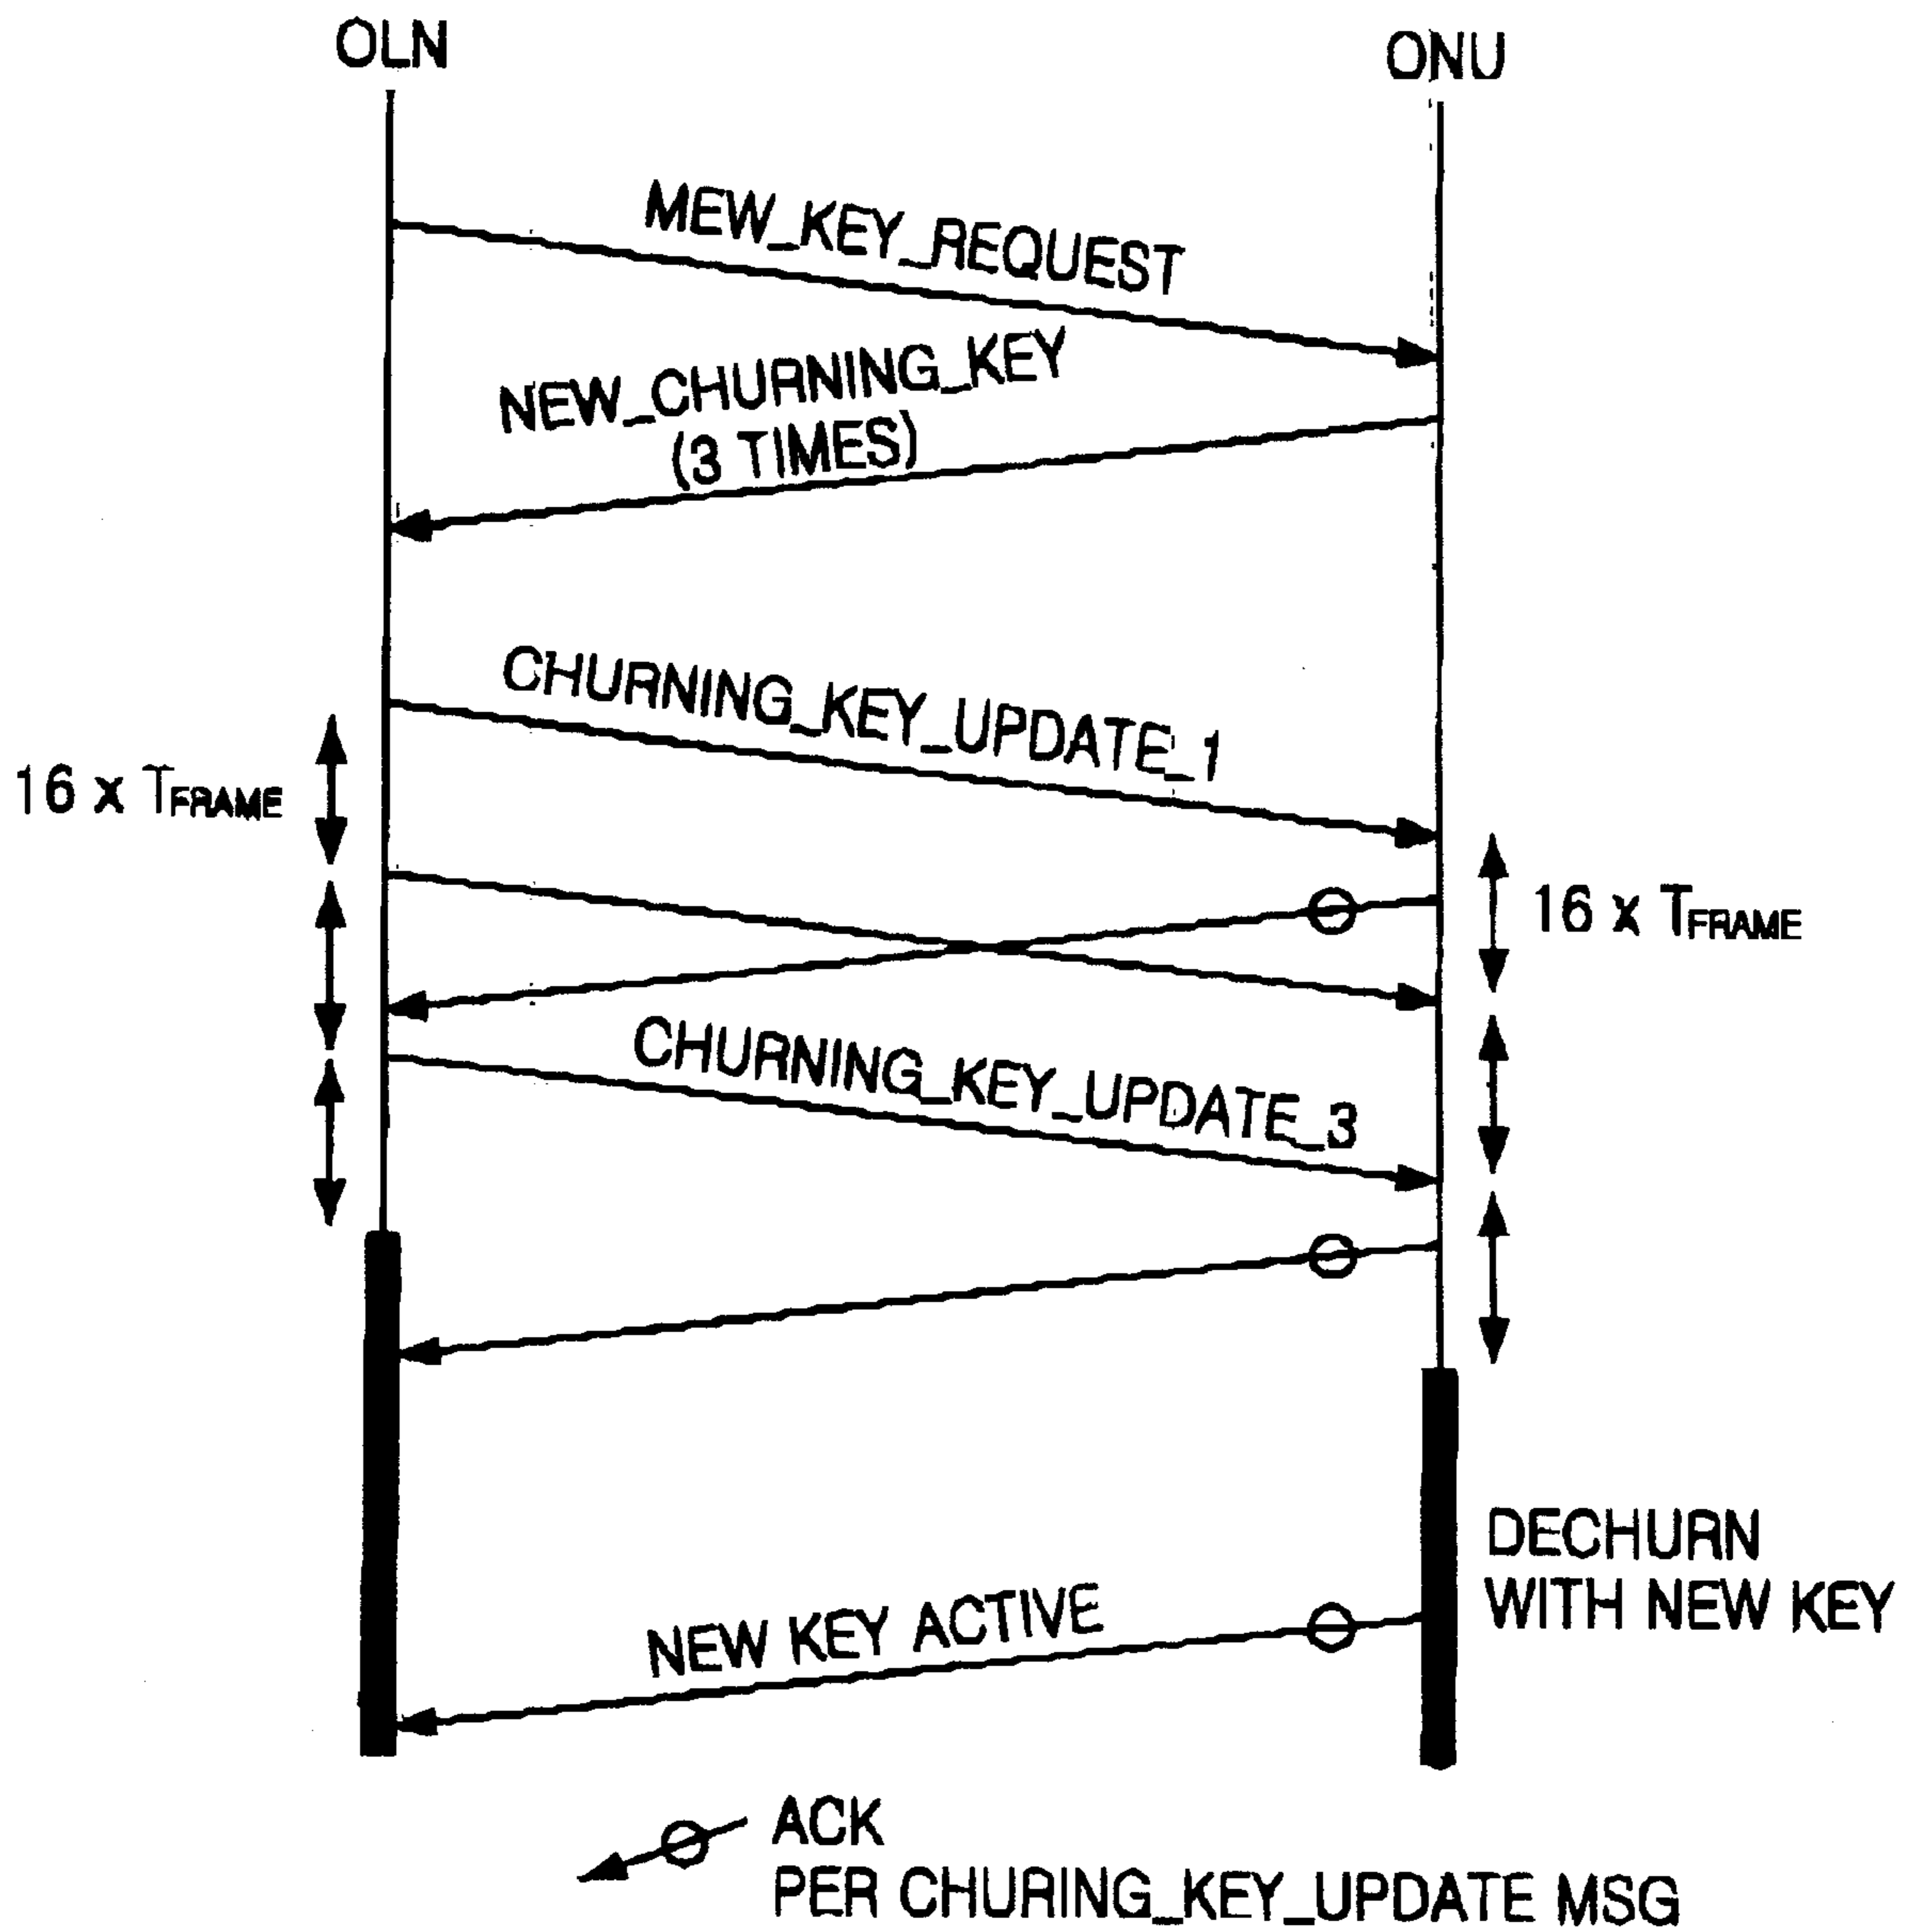 OLN
ONU
MEW_KEY_REQUEST
NEW_CHURNING_KEY
(3 TIMES)
CHURNING_KEY_UPDATE_1
16 x TFRAME
16 x TFRAME
CHURNING_KEY_UPDATE_3
DECHURN
WITH NEW KEY
NEW KEY ACTIVE
ACK
PER CHURING_KEY_UPDATE MSG